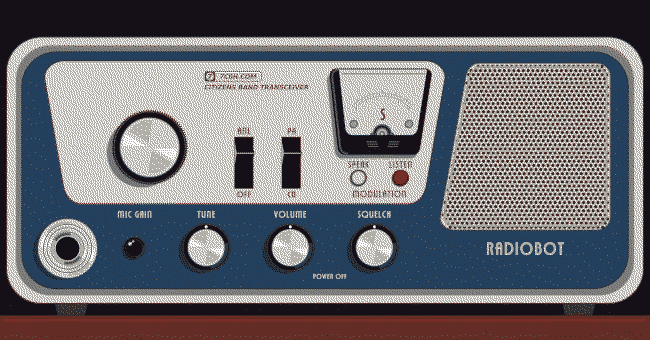 7CGH.COM
CITIZENS BAND TRANSCEIVER
ANL
PA
S
OFF
CB
SPEAK
LISTEN
MODULATION
MIC GAIN
TUNE
VOLUME
SQUELCH
RADIOBOT
POWER OFF